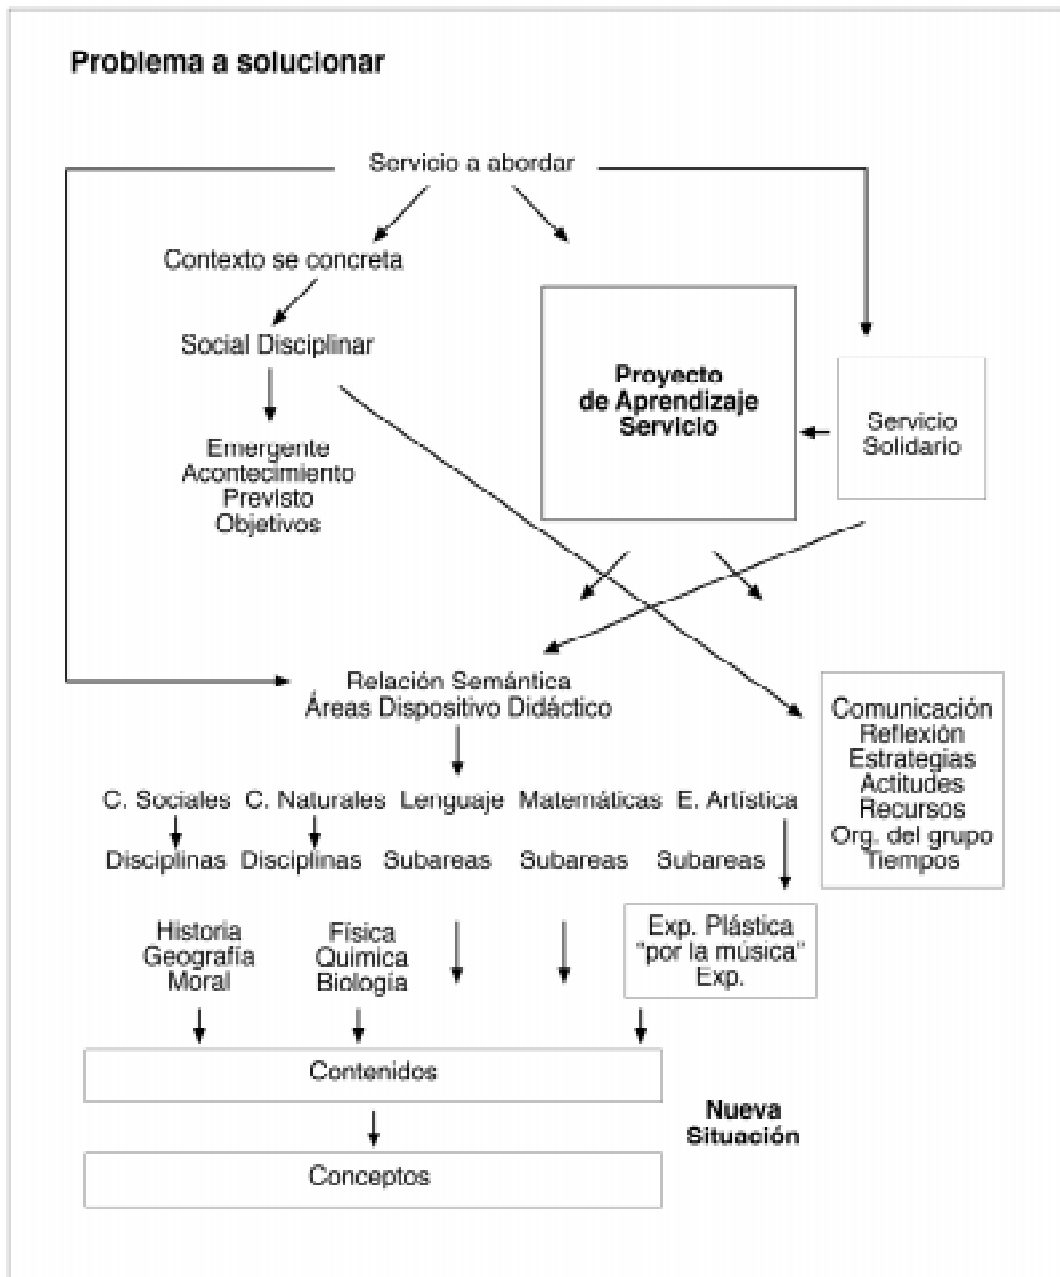 Problema a solucionar
Servicio a abordar
Contexto se concreta
Social Disciplinar
Emergente
Acontecimiento
Previsto
Objetivos
Proyecto
de Aprendizaje
Servicio
Servicio
Solidario
Relación Semántica
Áreas Dispositivo Didáctico
Comunicación
Reflexión
Estrategias
Actitudes
Recursos
Org. del grupo
Tiempos
C. Sociales C. Naturales Lenguaje Matemáticas E. Artística
Disciplinas Disciplinas Subareas Subareas Subareas
Historia
Geografía
Moral
Física
Quimica
Biología
Exp. Plástica
"por la música"
Exp.
Contenidos
Nueva
Situación
Conceptos